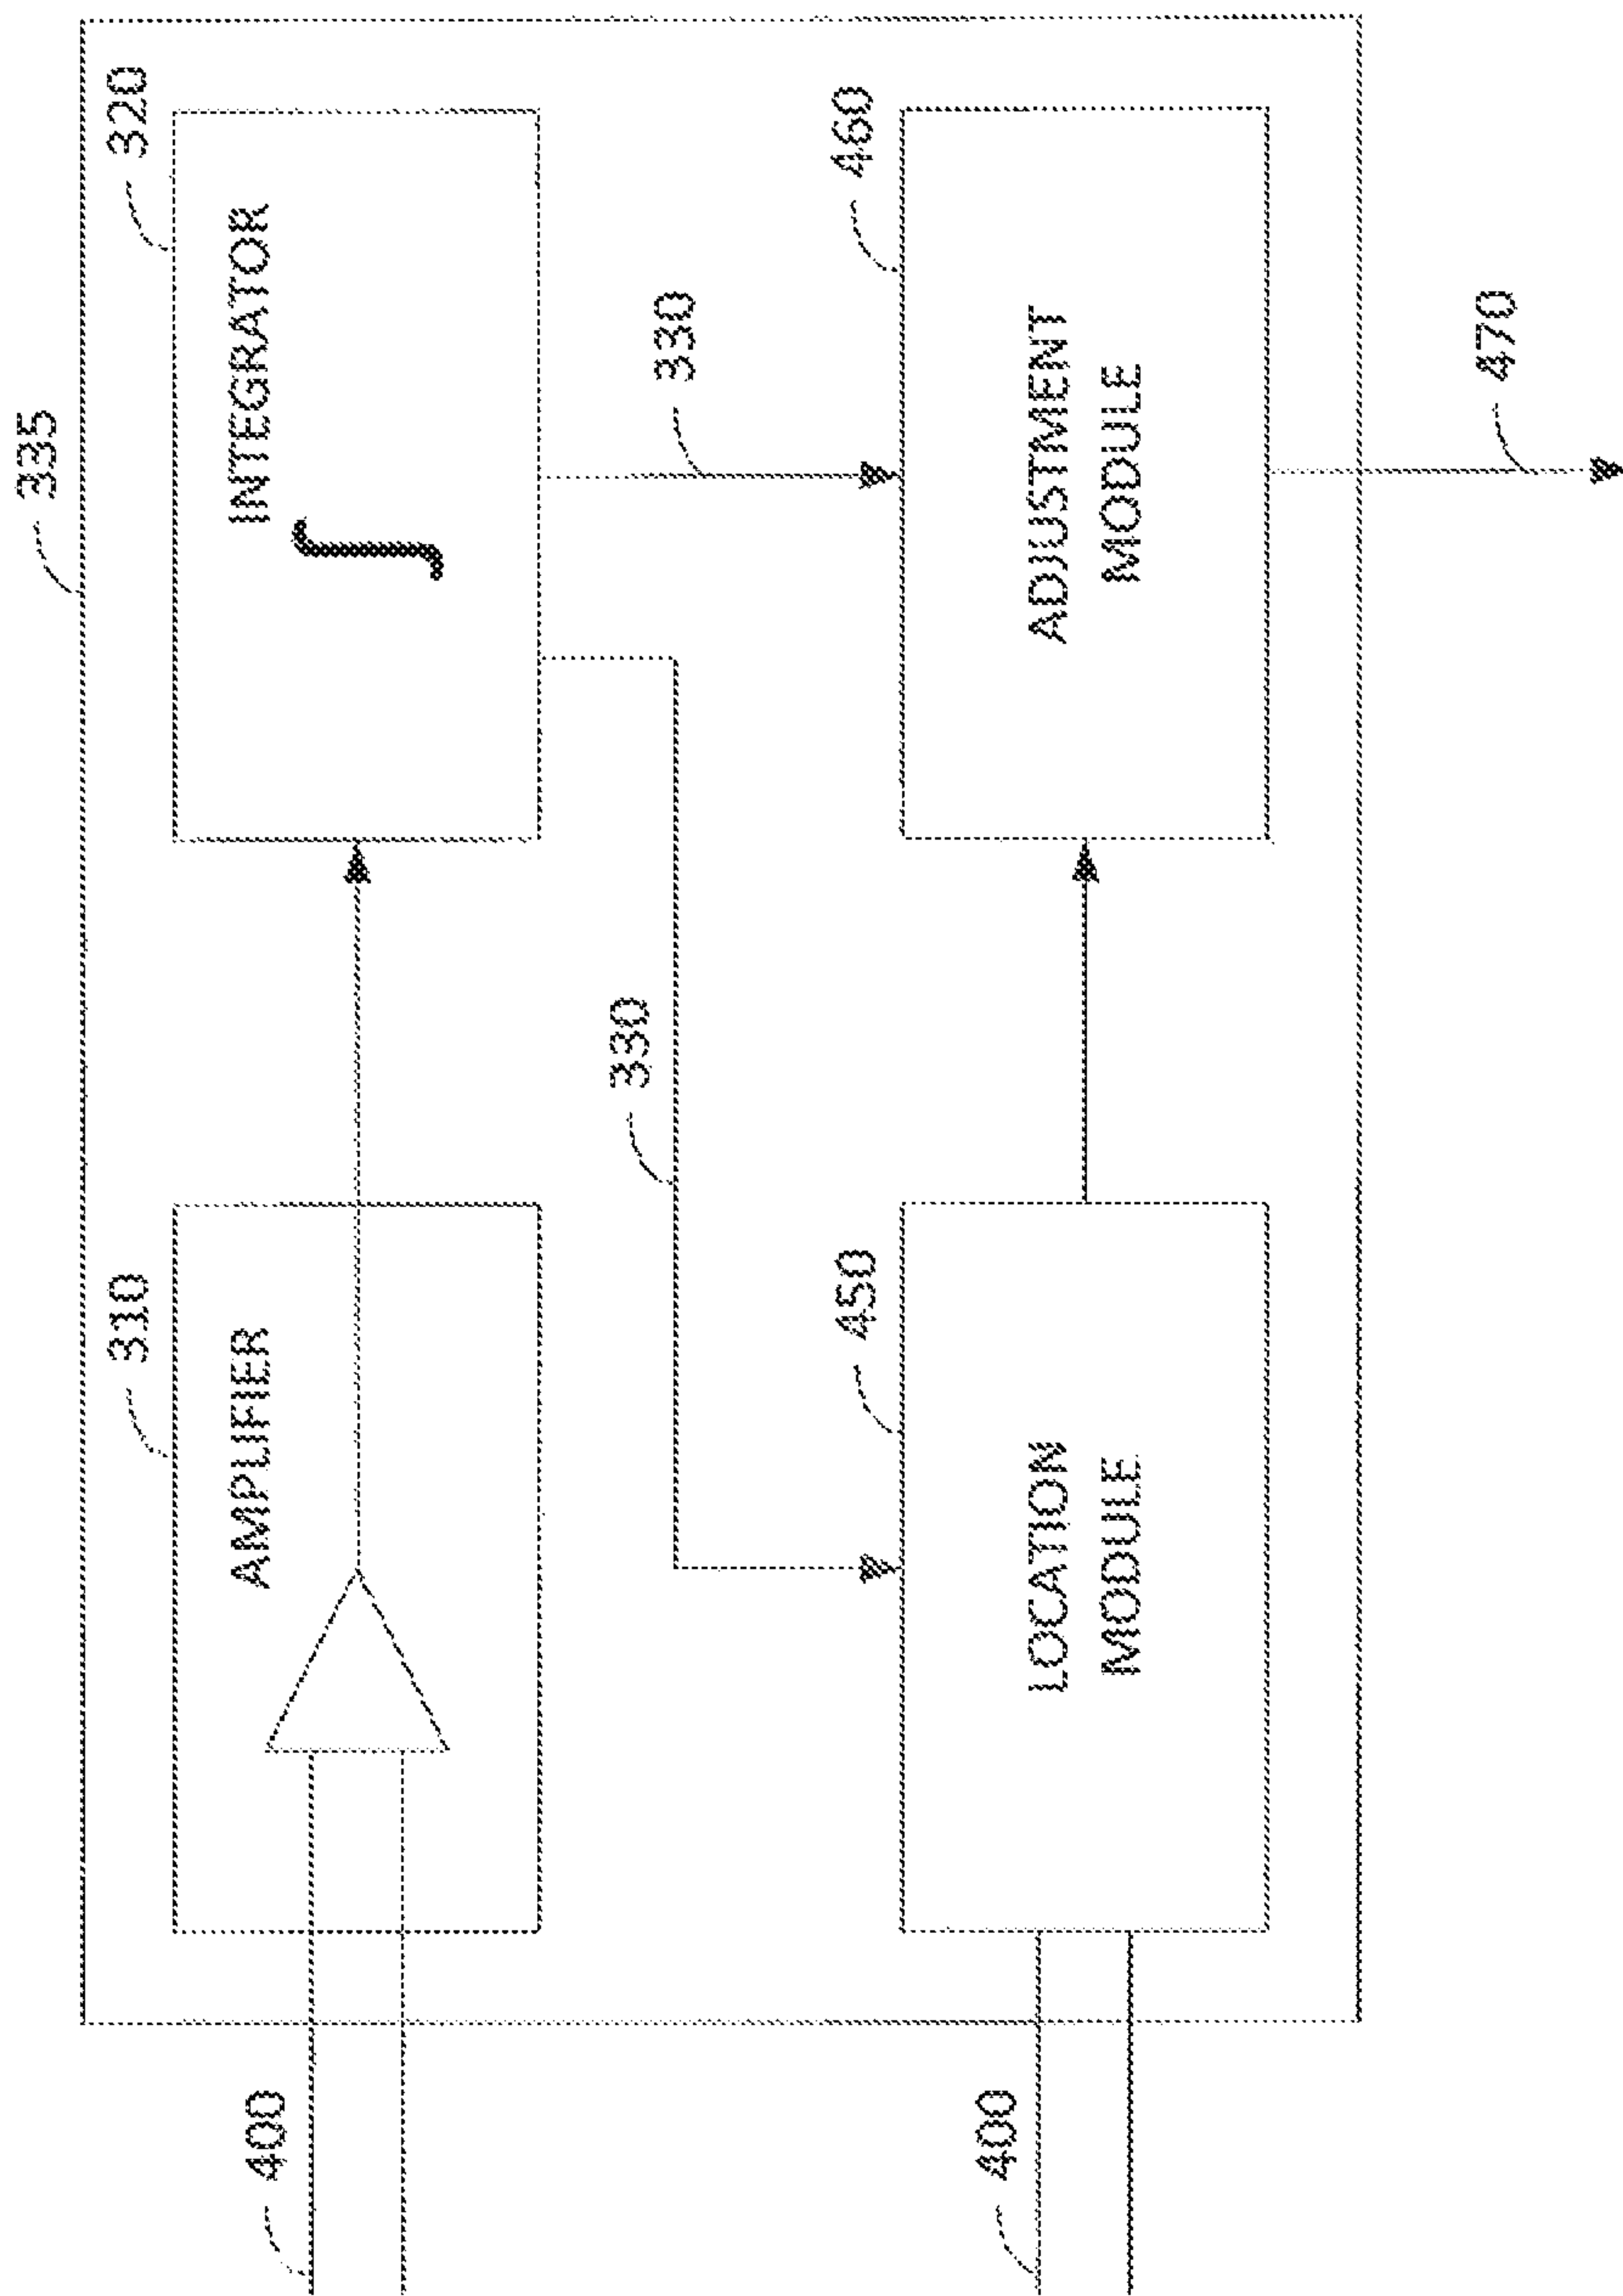 335
310
AMPLIFIER
320
INTEGRATOR
∫
400
330
330
450
LOCATION
MODULE
460
ADJUSTMENT
MODULE
400
470